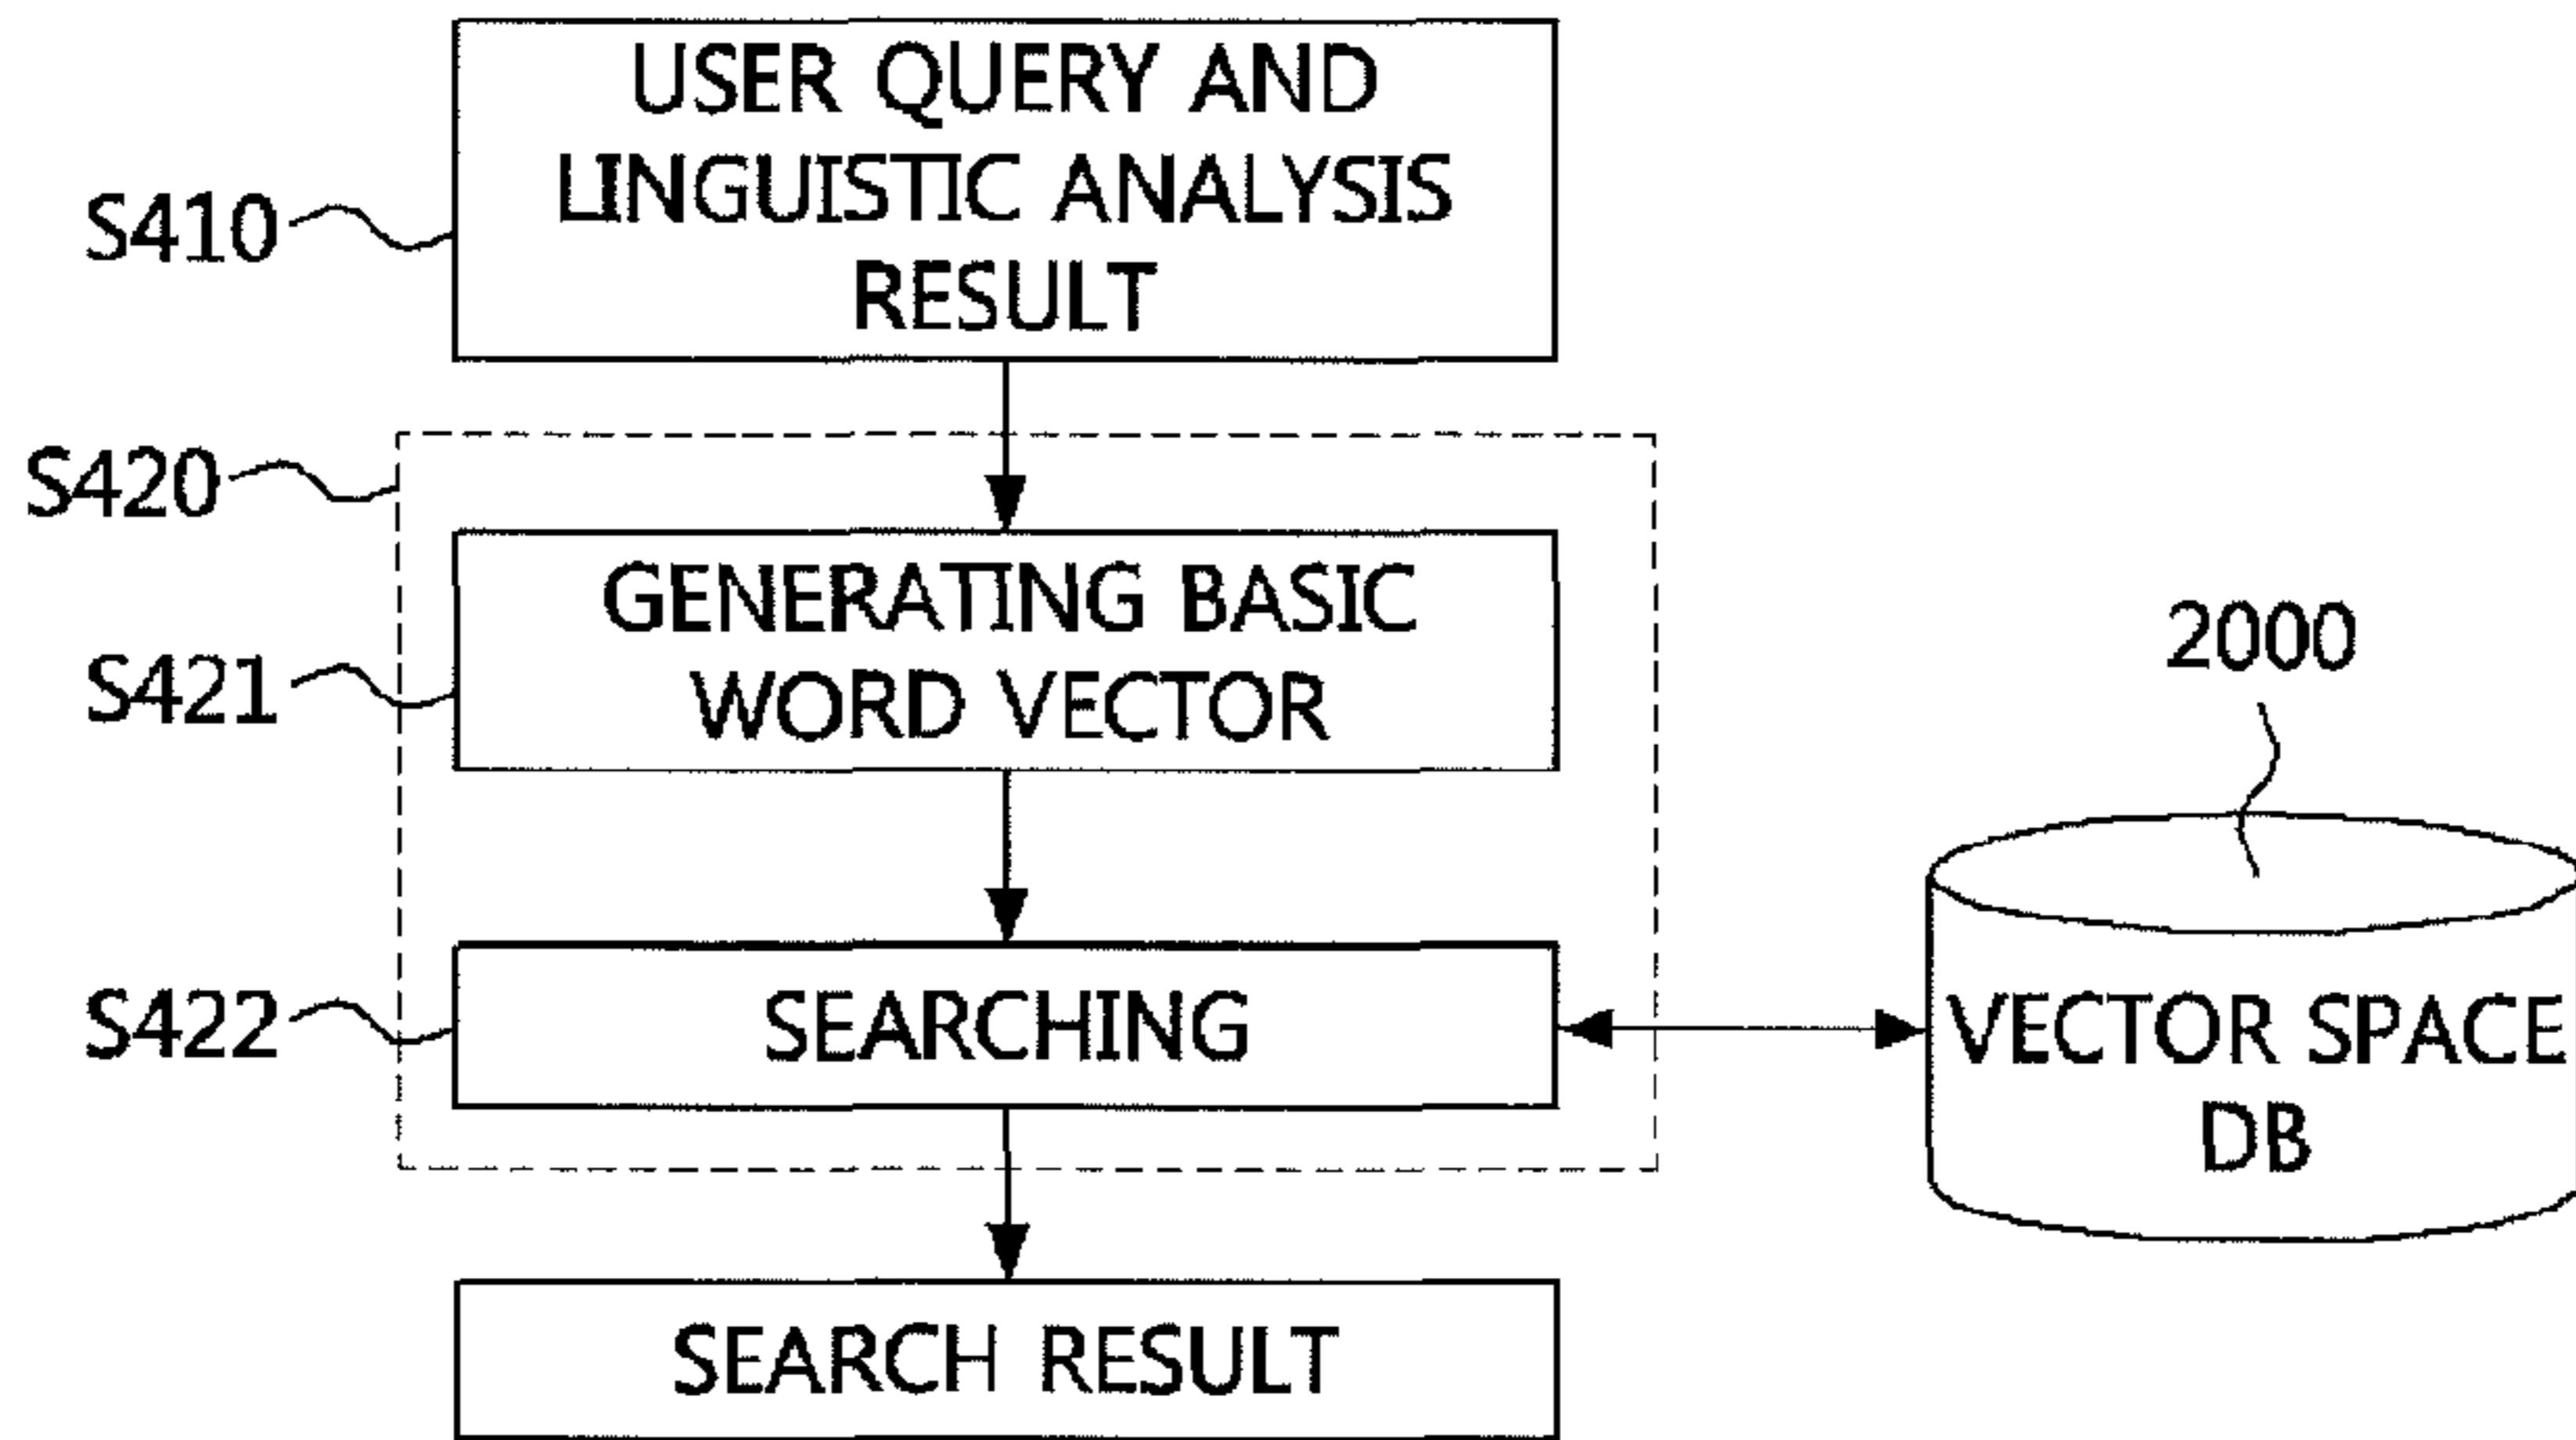 USER QUERY AND
LINGUISTIC ANALYSIS
RESULT
S410
S420
GENERATING BASIC
WORD VECTOR
S421
2000
SEARCHING
S422
VECTOR SPACE
DB
SEARCH RESULT